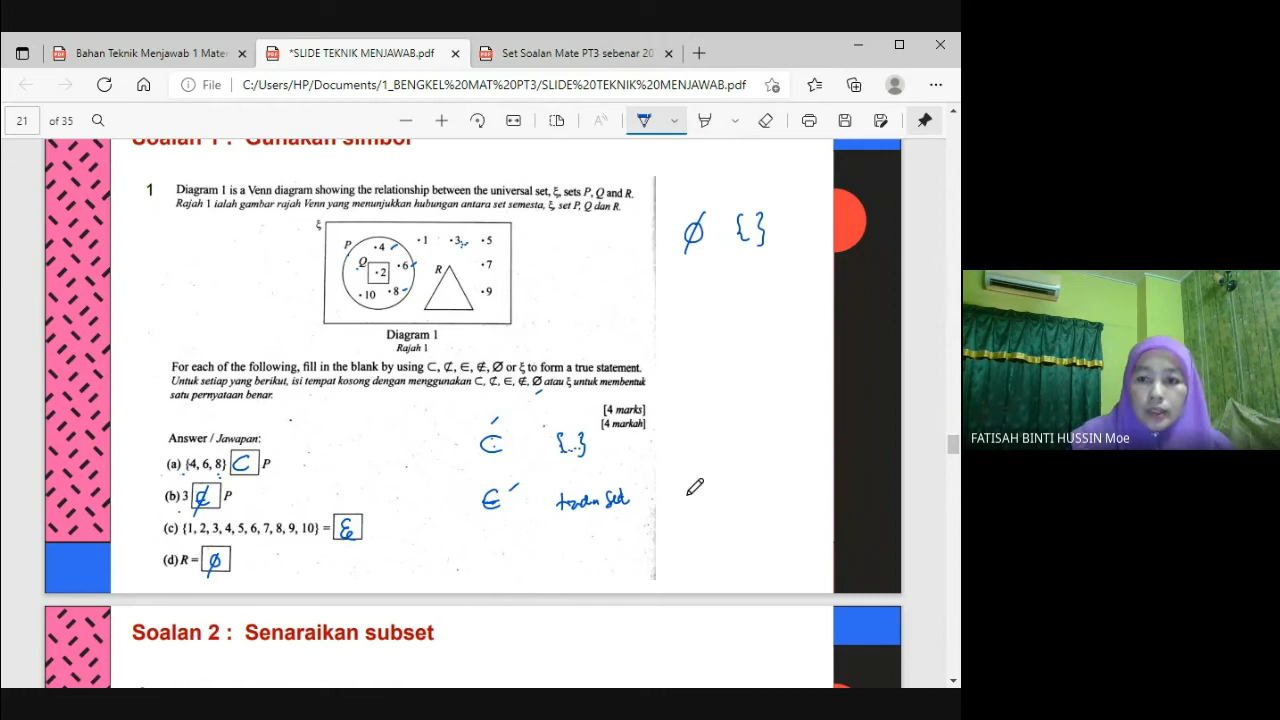 Bahan Teknik Menjawab 1 Mate
*SLIDE TEKNIK MENJAWAB.pdf
Set Soalan Mate PT3 sebenar 20
File
C:/Users/HP/Documents/1_BENGKEL%20MAT%20PT3/SLIDE%20TEKNIK%20MENJAWAB.pdf
21 of 35
Soalan 1 : Gunakan simbol
1 Diagram 1 is a Venn diagram showing the relationship between the universal set, ξ, sets P, Q and R.
Rajah 1 ialah gambar rajah Venn yang menunjukkan hubungan antara set semesta, ξ, set P, Q dan R.
ξ
P •4 •1 •3 •5
Q •6 R •7
•2
•10 •8 •9
∅ { }
Diagram 1
Rajah 1
For each of the following, fill in the blank by using ⊂, ⊄, ∈, ∉, Ø or ξ to form a true statement.
Untuk setiap yang berikut, isi tempat kosong dengan menggunakan ⊂, ⊄, ∈, ∉, Ø atau ξ untuk membentuk
satu pernyataan benar.
[4 marks]
[4 markah]
Answer / Jawapan:
⊂ {...}
(a) {4, 6, 8} ⊂ P
(b) 3 ∉ P
∈ set
(c) {1, 2, 3, 4, 5, 6, 7, 8, 9, 10} = ξ
(d) R = ∅
Soalan 2 : Senaraikan subset
FATISAH BINTI HUSSIN Moe